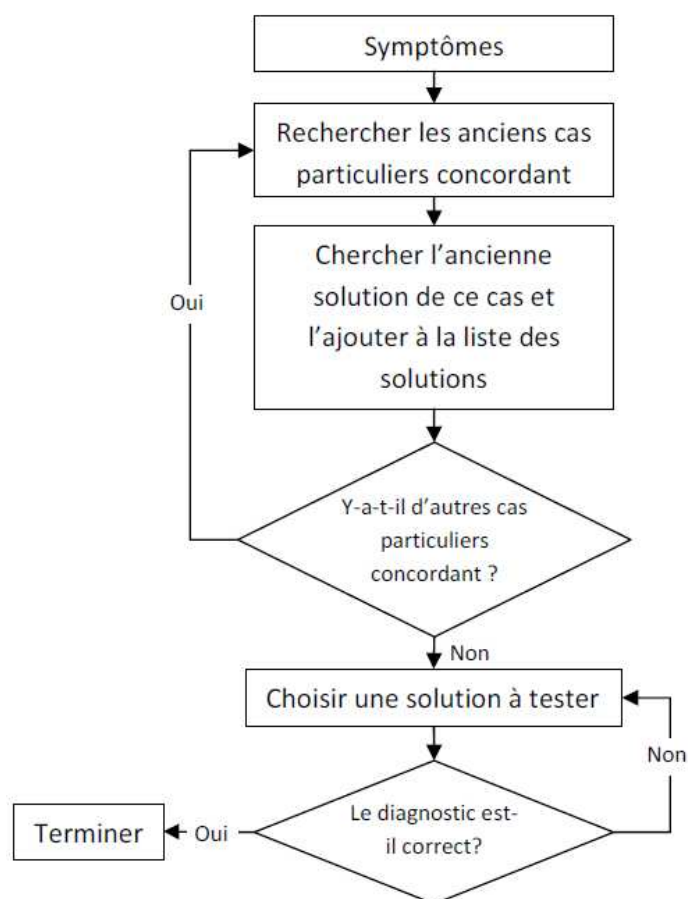 Symptômes
Rechercher les anciens cas
particuliers concordant
Chercher l'ancienne
solution de ce cas et
l'ajouter à la liste des
solutions
Oui
Y-a-t-il d'autres cas
particuliers
concordant ?
Non
Choisir une solution à tester
Non
Le diagnostic est-
il correct?
Oui
Terminer